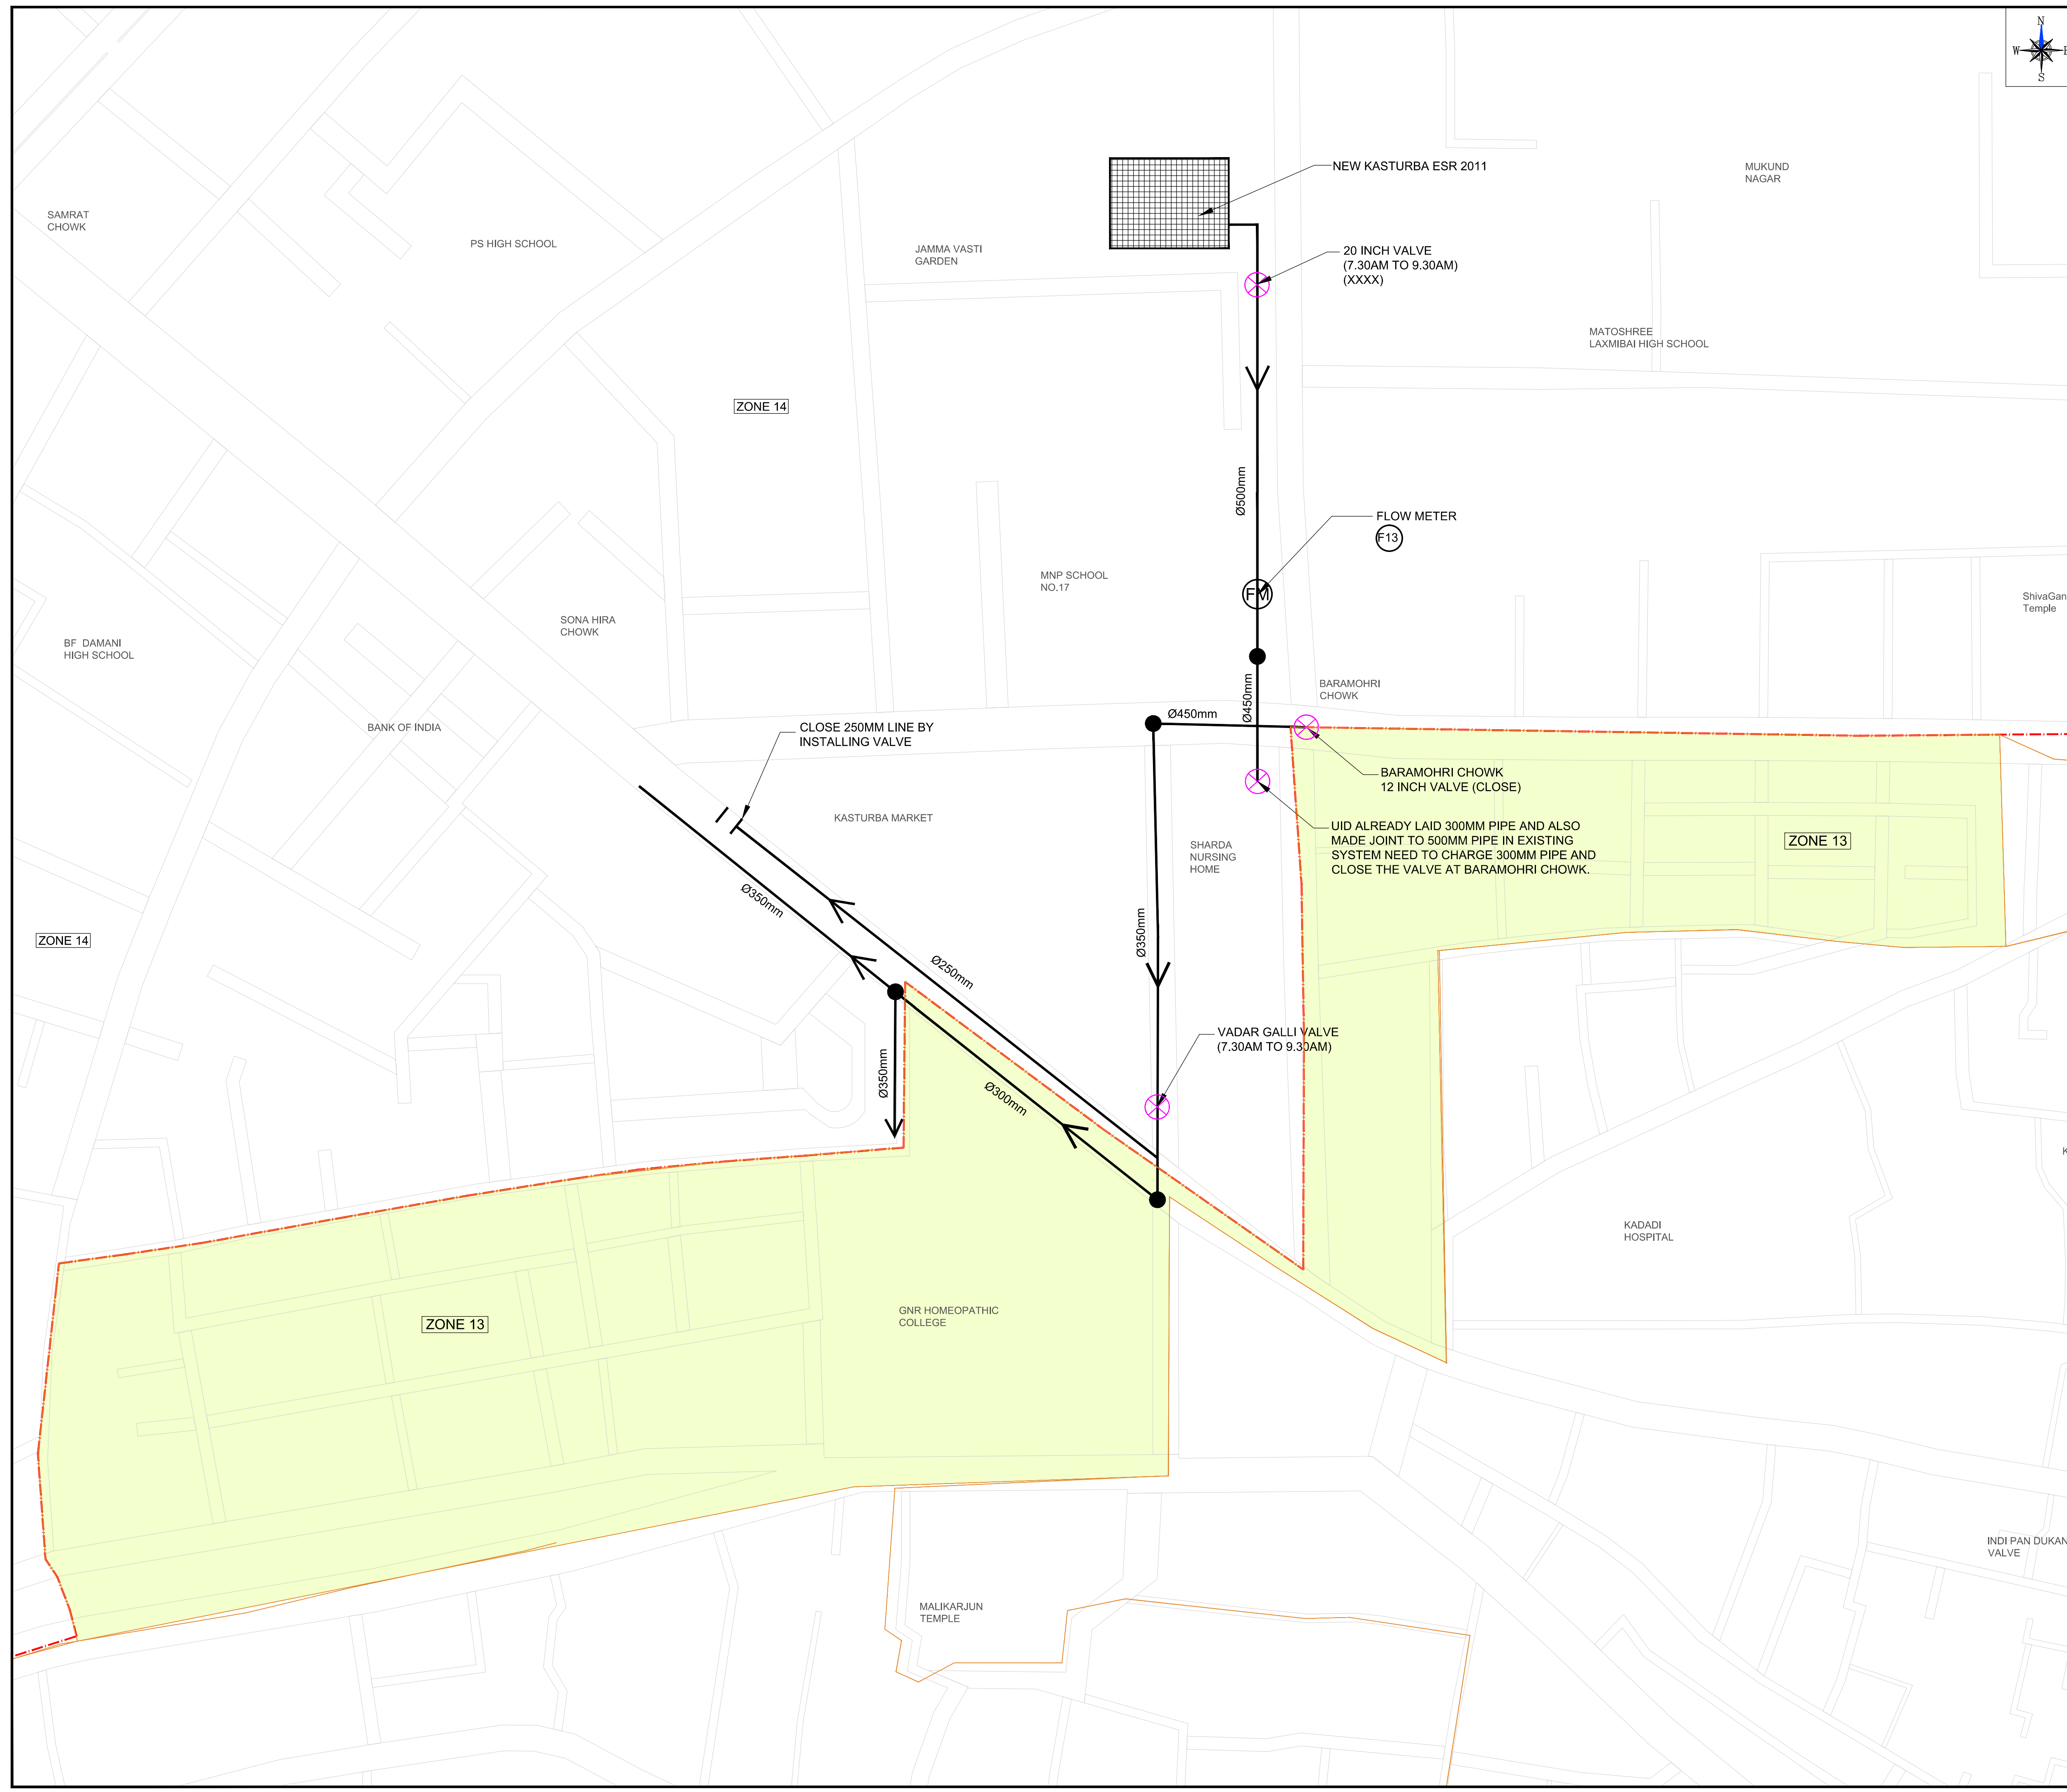 N
W
S
NEW KASTURBA ESR 2011
MUKUND
NAGAR
SAMRAT
CHOWK
PS HIGH SCHOOL
JAMMA VASTI
GARDEN
20 INCH VALVE
(7.30AM TO 9.30AM)
(XXXX)
MATOSHREE
LAXMIBAI HIGH SCHOOL
ZONE 14
Ø500mm
FLOW METER
F13
MNP SCHOOL
NO.17
FM
ShivaGan
Temple
SONA HIRA
CHOWK
BF DAMANI
HIGH SCHOOL
BARAMOHRI
CHOWK
Ø450mm
Ø450mm
BANK OF INDIA
CLOSE 250MM LINE BY
INSTALLING VALVE
BARAMOHRI CHOWK
12 INCH VALVE (CLOSE)
KASTURBA MARKET
UID ALREADY LAID 300MM PIPE AND ALSO
MADE JOINT TO 500MM PIPE IN EXISTING
SYSTEM NEED TO CHARGE 300MM PIPE AND
CLOSE THE VALVE AT BARAMOHRI CHOWK.
ZONE 13
SHARDA
NURSING
HOME
Ø350mm
Ø350mm
ZONE 14
Ø250mm
VADAR GALLI VALVE
(7.30AM TO 9.30AM)
Ø350mm
Ø300mm
K
KADADI
HOSPITAL
GNR HOMEOPATHIC
COLLEGE
ZONE 13
INDI PAN DUKAN
VALVE
MALIKARJUN
TEMPLE